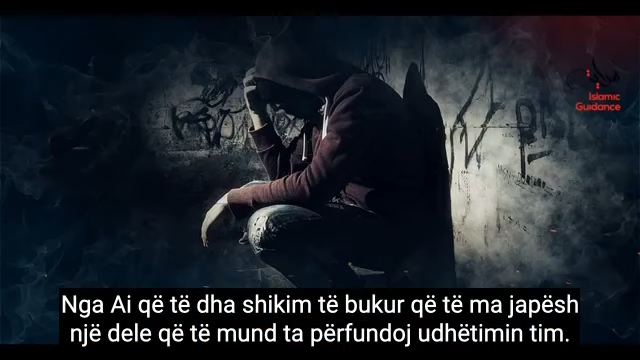 Islamic
Guidance
Nga Ai që të dha shikim të bukur që të ma japësh
një dele që të mund ta përfundoj udhëtimin tim.